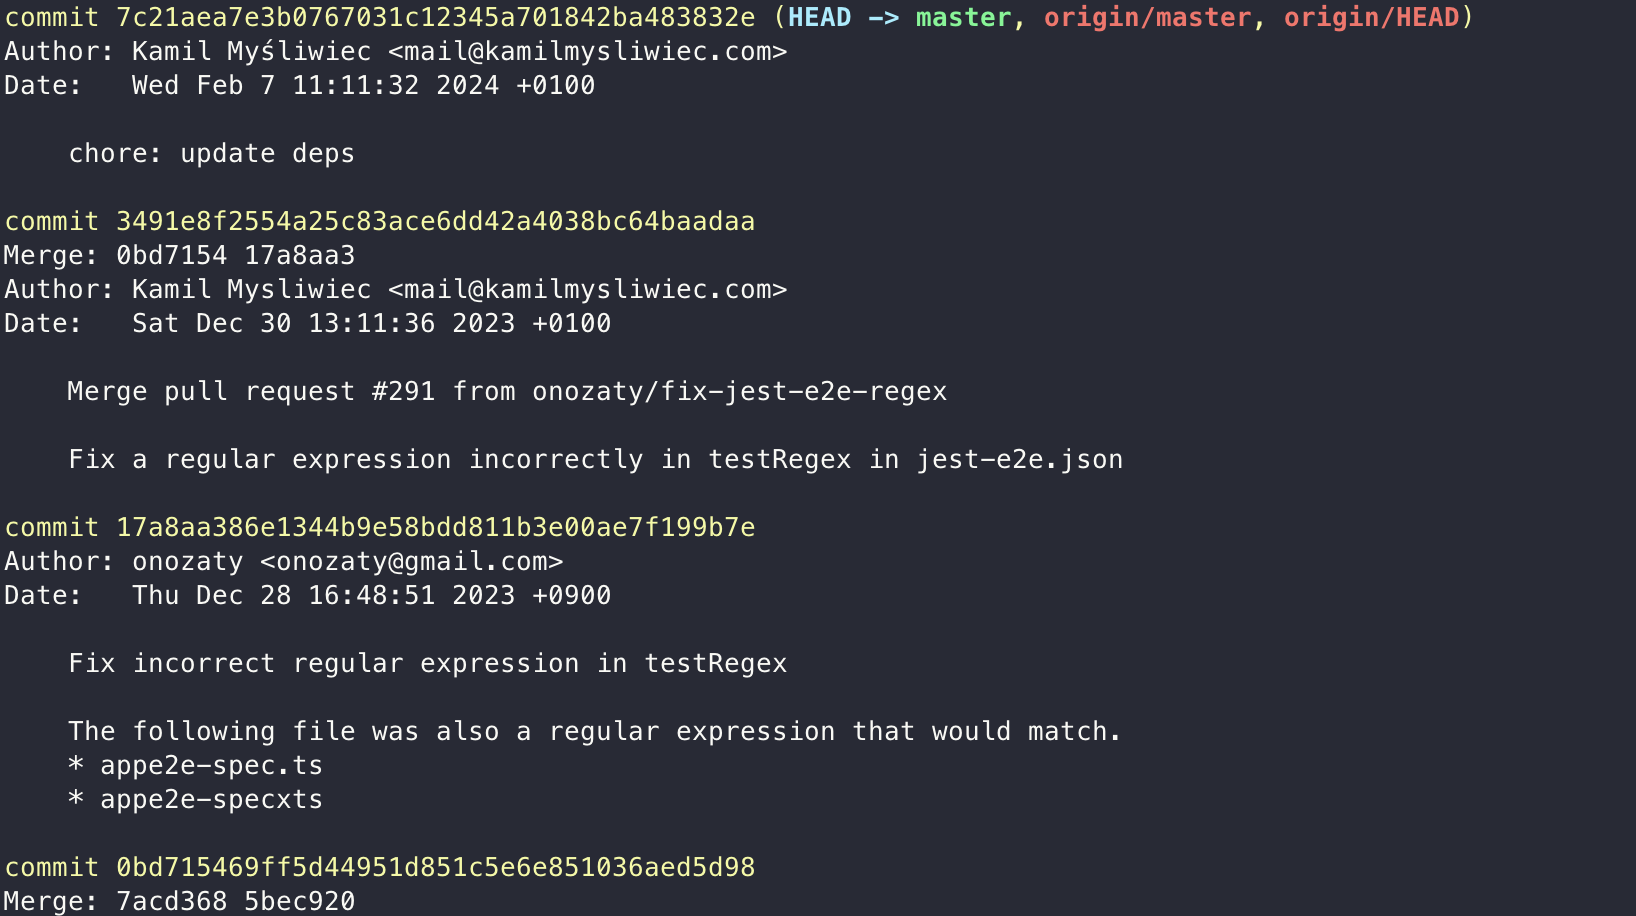 commit 7c21aea7e3b0767031c12345a701842ba483832e (HEAD -> master, origin/master, origin/HEAD)
Author: Kamil Myśliwiec <mail@kamilmysliwiec.com>
Date:   Wed Feb 7 11:11:32 2024 +0100

    chore: update deps

commit 3491e8f2554a25c83ace6dd42a4038bc64baadaa
Merge: 0bd7154 17a8aa3
Author: Kamil Mysliwiec <mail@kamilmysliwiec.com>
Date:   Sat Dec 30 13:11:36 2023 +0100

    Merge pull request #291 from onozaty/fix-jest-e2e-regex

    Fix a regular expression incorrectly in testRegex in jest-e2e.json

commit 17a8aa386e1344b9e58bdd811b3e00ae7f199b7e
Author: onozaty <onozaty@gmail.com>
Date:   Thu Dec 28 16:48:51 2023 +0900

    Fix incorrect regular expression in testRegex

    The following file was also a regular expression that would match.
    * appe2e-spec.ts
    * appe2e-specxts

commit 0bd715469ff5d44951d851c5e6e851036aed5d98
Merge: 7acd368 5bec920